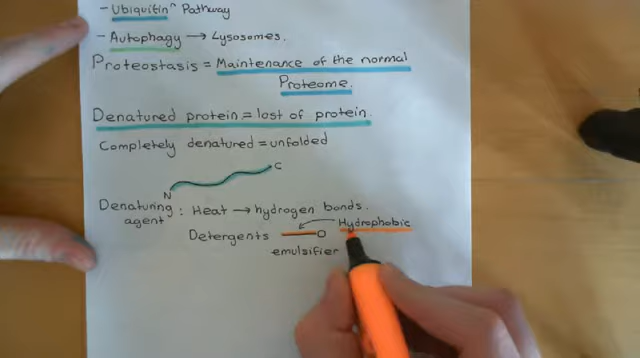 - Ubiquitin^ Pathway
- Autophagy → Lysosomes.
Proteostasis = Maintenance of the normal
Proteome.
Denatured protein = lost of protein.
Completely denatured = unfolded
C
N
Denaturing agent : Heat → hydrogen bonds.
Hydrophobic
Detergents
emulsifier